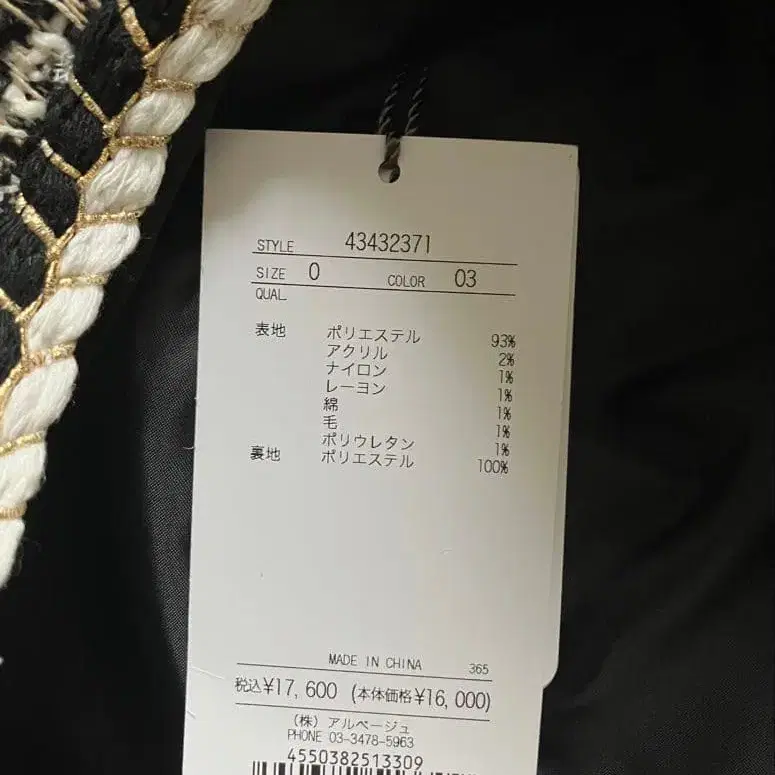 STYLE 43432371
SIZE 0 COLOR 03
QUAL
表地 ポリエステル 93%
アクリル 2%
ナイロン 1%
レーヨン 1%
綿 1%
毛 1%
ポリウレタン 1%
裏地 ポリエステル 100%
MADE IN CHINA 365
税込¥17,600 (本体価格¥16,000)
(株) アルページュ
PHONE 03-3478-5963
4550382513309